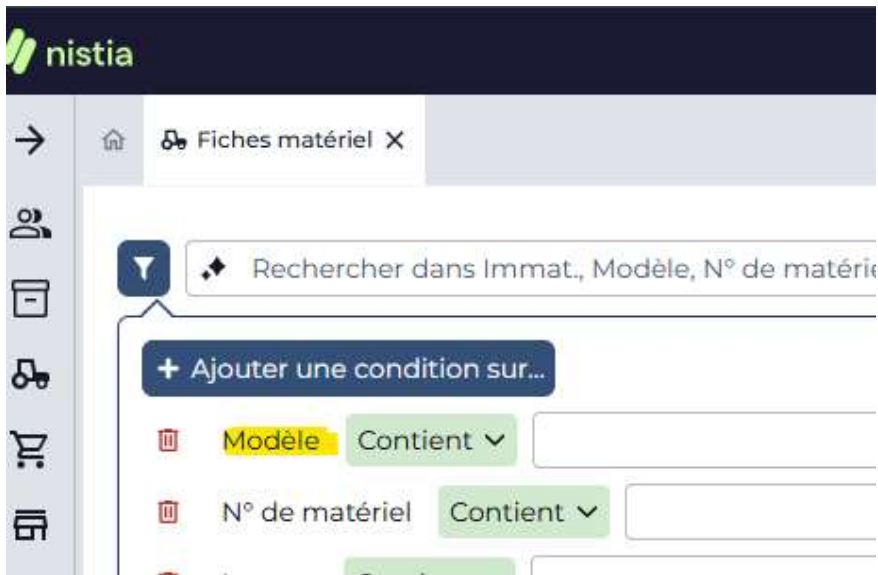 nistia
Fiches matériel
Rechercher dans Immat., Modèle, N° de matérie
+ Ajouter une condition sur...
Modèle Contient
N° de matériel Contient